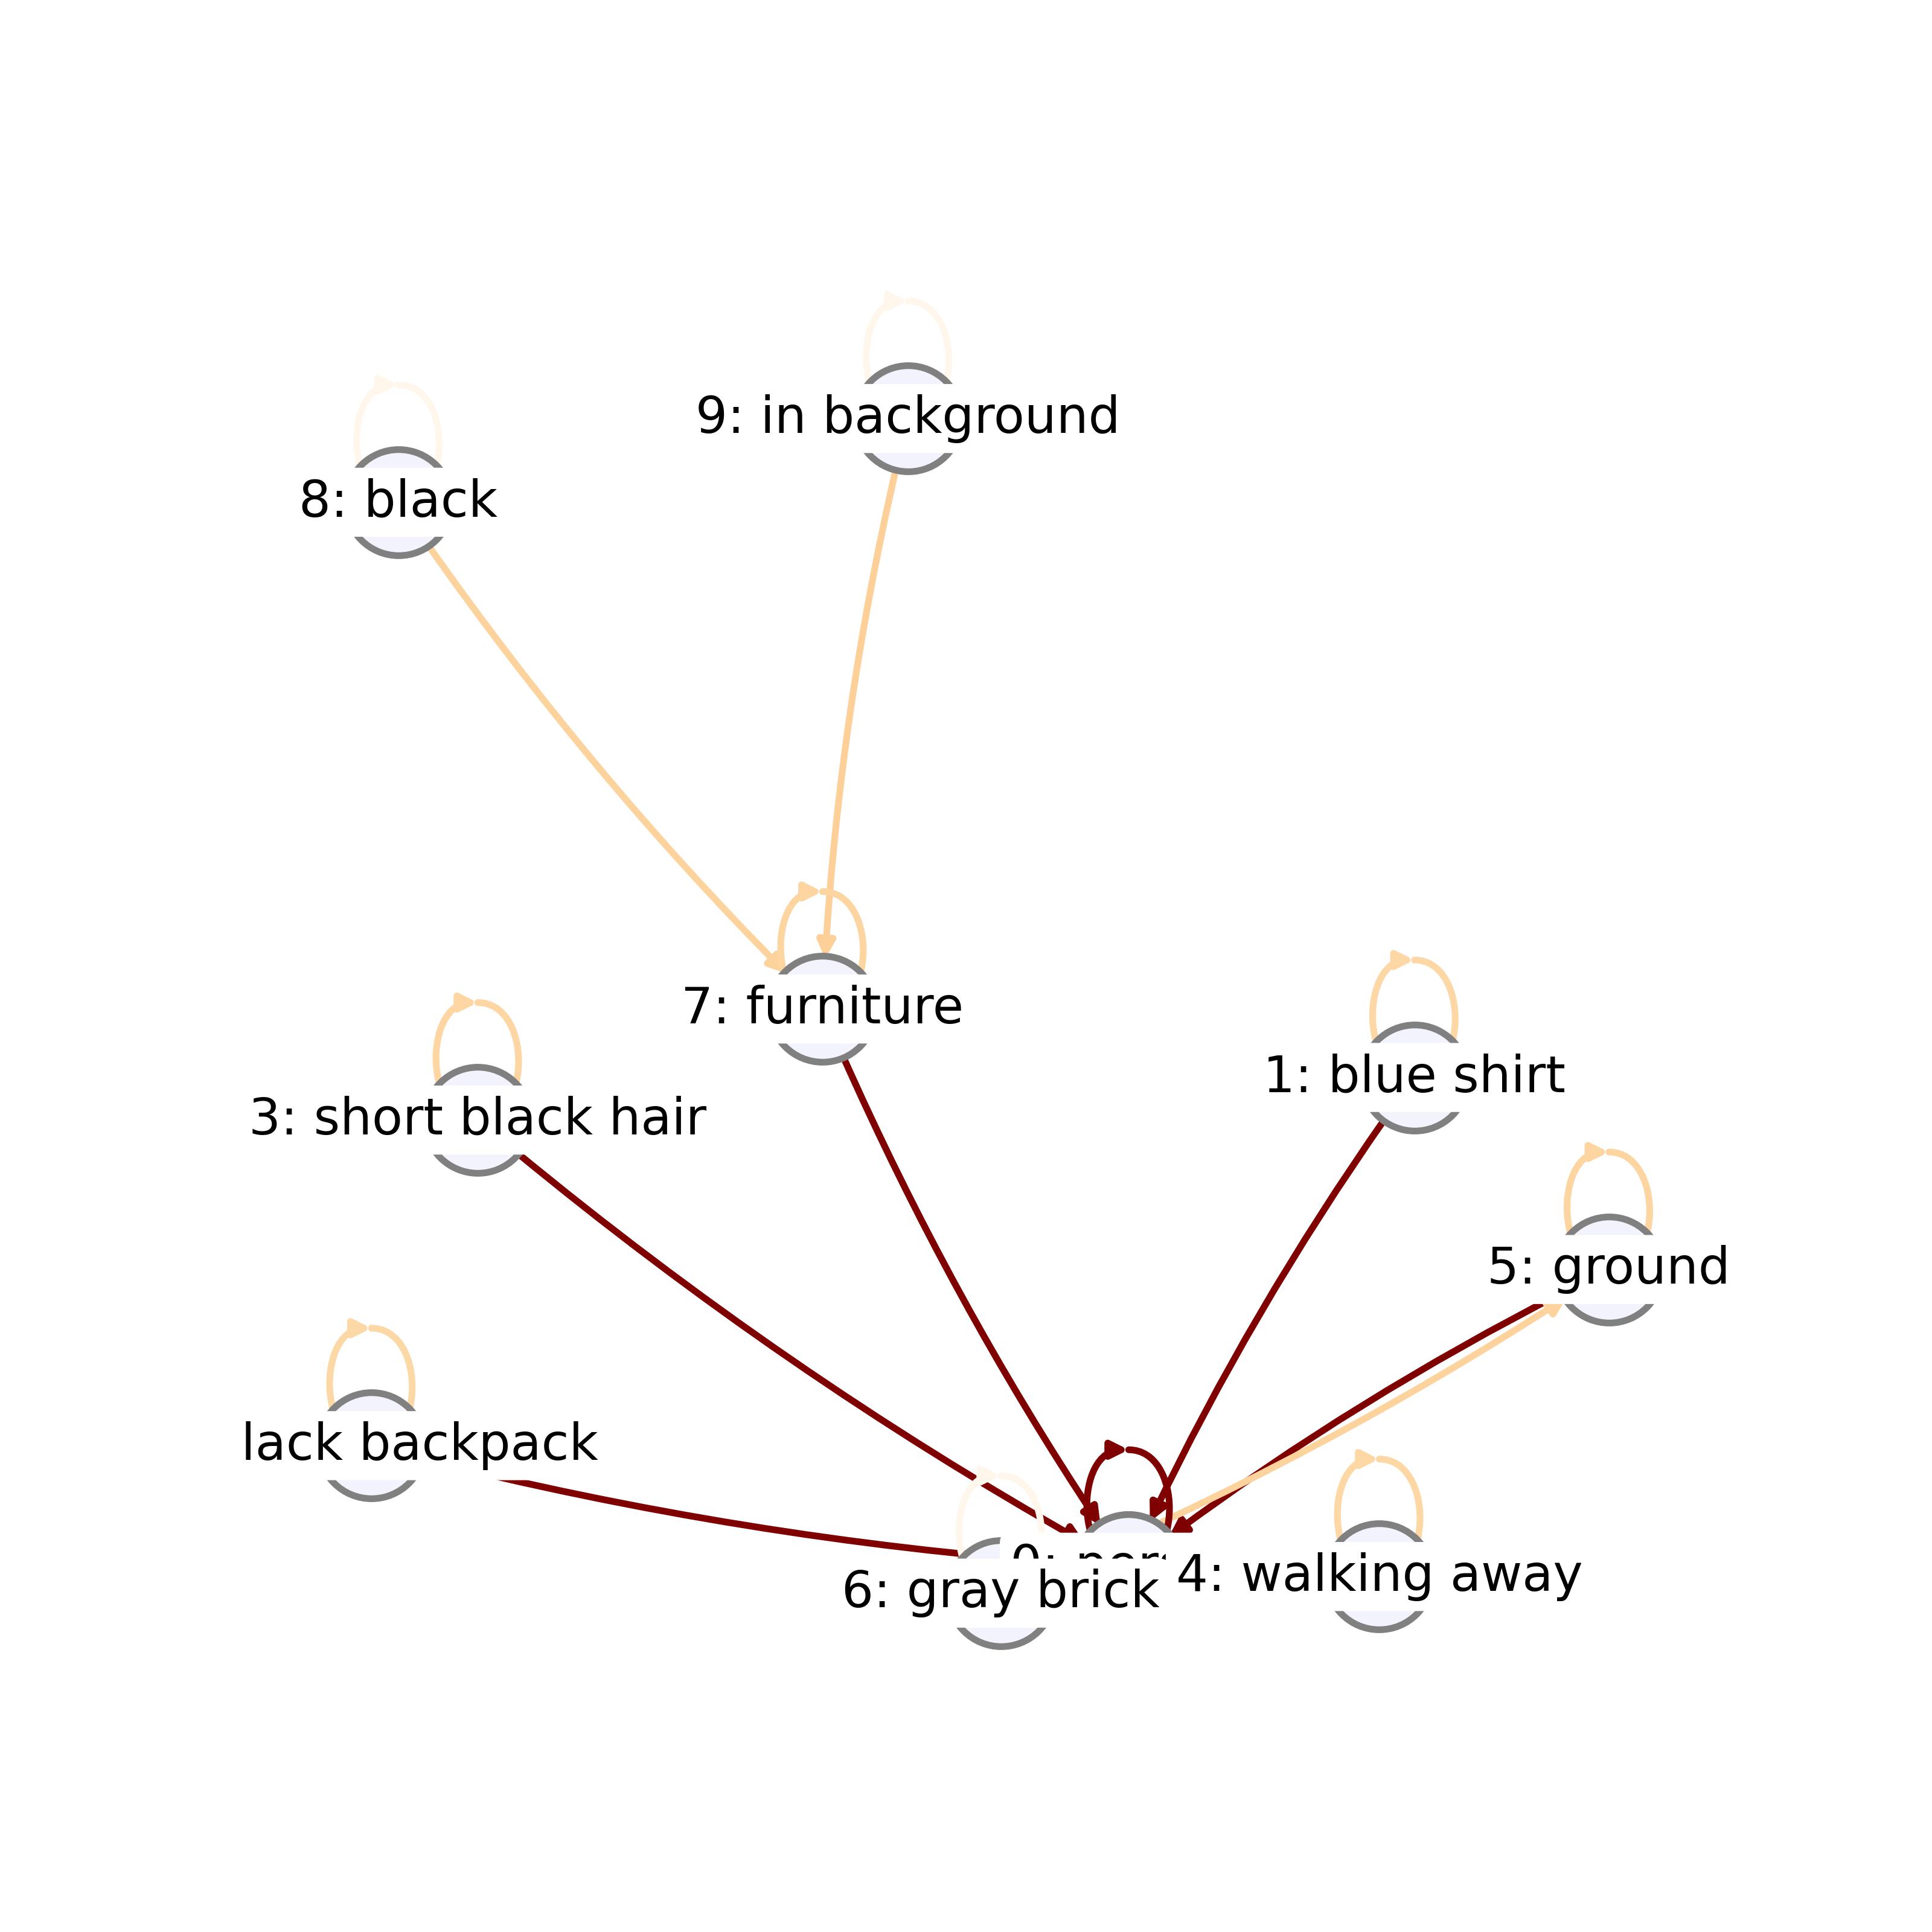 9: in background
8: black
7: furniture
1: blue shirt
3: short black hair
5: ground
lack backpack
0:
4: walking away
6: gray brick